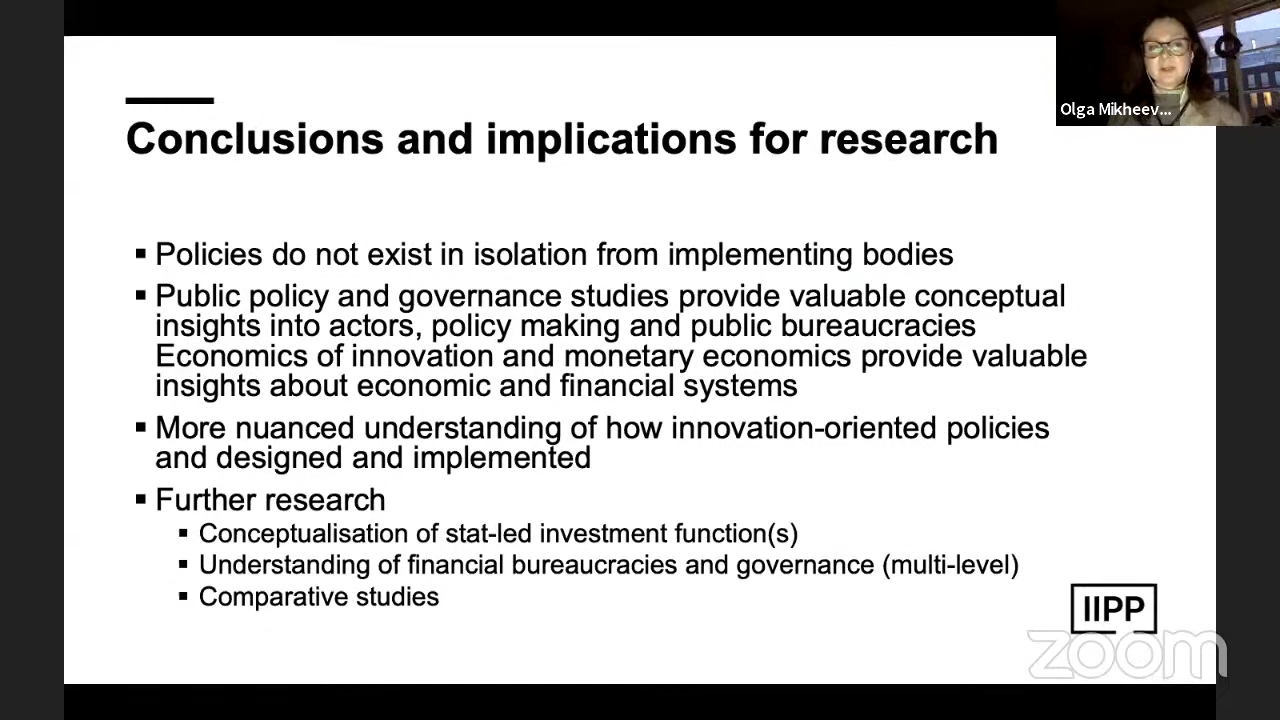 Olga Mikheev...
Conclusions and implications for research
▪ Policies do not exist in isolation from implementing bodies
▪ Public policy and governance studies provide valuable conceptual
insights into actors, policy making and public bureaucracies
Economics of innovation and monetary economics provide valuable
insights about economic and financial systems
▪ More nuanced understanding of how innovation-oriented policies
and designed and implemented
▪ Further research
▪ Conceptualisation of stat-led investment function(s)
▪ Understanding of financial bureaucracies and governance (multi-level)
▪ Comparative studies
IIPP
zoom